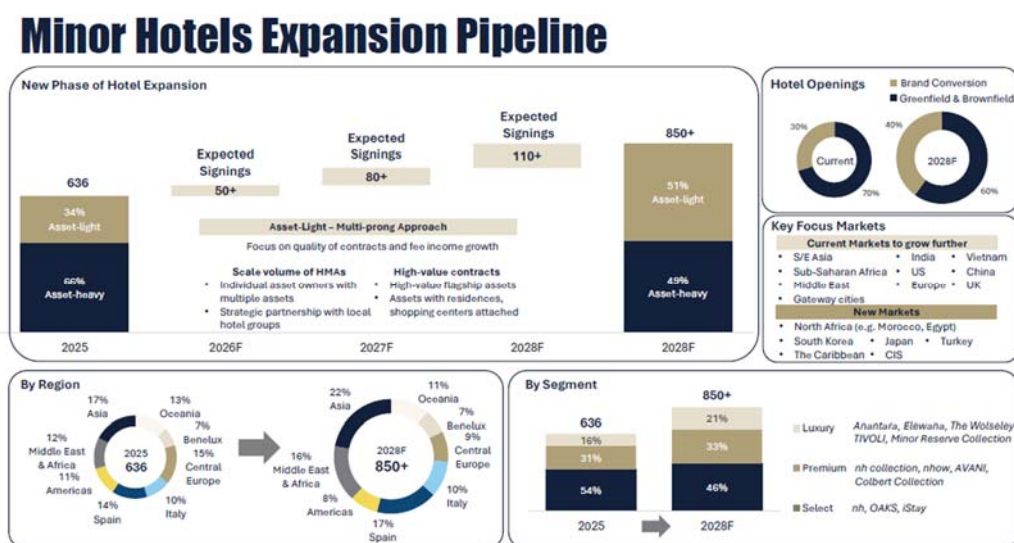 Minor Hotels Expansion Pipeline
New Phase of Hotel Expansion
636
34%
Asset-light
66%
Asset-heavy
2025
Expected
Signings
50+
2026F
Expected
Signings
80+
2027F
Expected
Signings
110+
2028F
850+
51%
Asset-light
49%
Asset-heavy
2028F
Asset-Light – Multi-prong Approach
Focus on quality of contracts and fee income growth
Scale volume of HMAs
• Individual asset owners with
multiple assets
• Strategic partnership with local
hotel groups
High-value contracts
• High-value flagship assets
• Assets with residences,
shopping centers attached
Hotel Openings
Brand Conversion
Greenfield & Brownfield
30%
Current
70%
40%
2028F
60%
Key Focus Markets
Current Markets to grow further
• S/E Asia • India • Vietnam
• Sub-Saharan Africa • US • China
• Middle East • Europe • UK
• Gateway cities
New Markets
• North Africa (e.g. Morocco, Egypt)
• South Korea • Japan • Turkey
• The Caribbean • CIS
By Region
2025
636
17%
Asia
13%
Oceania
7%
Benelux
15%
Central
Europe
10%
Italy
14%
Spain
11%
Americas
12%
Middle East
& Africa
2028F
850+
22%
Asia
11%
Oceania
7%
Benelux
9%
Central
Europe
10%
Italy
17%
Spain
8%
Americas
16%
Middle East
& Africa
By Segment
636
16%
31%
54%
2025
850+
21%
33%
46%
2028F
Luxury
Anantara, Elewana, The Wolseley
TIVOLI, Minor Reserve Collection
Premium
nh collection, nhow, AVANI,
Colbert Collection
Select
nh, OAKS, iStay